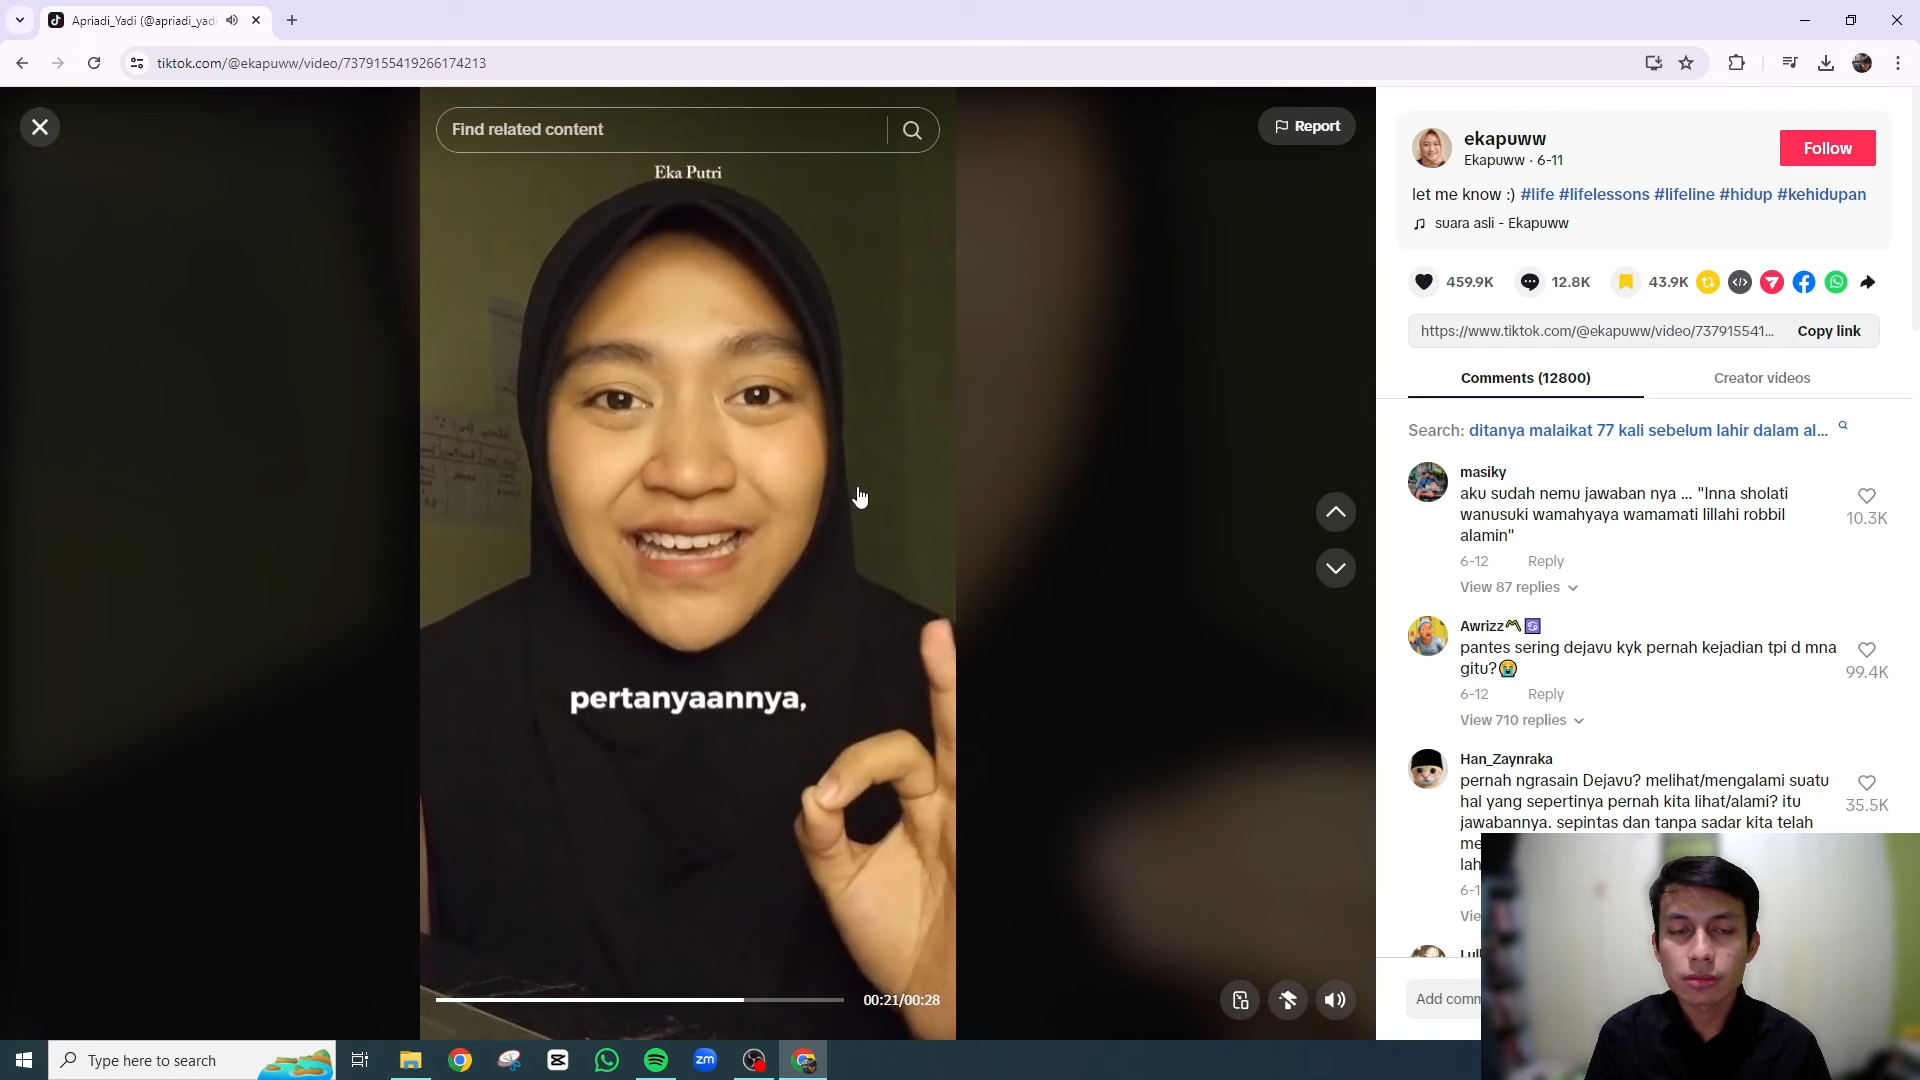 Apriadi_Yadi (@apriadi_yadi
tiktok.com/@ekapuww/video/7379155419266174213
Find related content
Report
Eka Putri
pertanyaannya,
00:21/00:28
ekapuww
Ekapuww · 6-11
Follow
let me know :) #life #lifelessons #lifeline #hidup #kehidupan
suara asli - Ekapuww
459.9K
12.8K
43.9K
https://www.tiktok.com/@ekapuww/video/737915541...
Copy link
Comments (12800)
Creator videos
Search: ditanya malaikat 77 kali sebelum lahir dalam al...
masiky
aku sudah nemu jawaban nya ... "Inna sholati
wanusuki wamahyaya wamamati lillahi robbil
alamin"
10.3K
6-12 Reply
View 87 replies
Awrizz
pantes sering dejavu kyk pernah kejadian tpi d mna
gitu?😭
99.4K
6-12 Reply
View 710 replies
Han_Zaynraka
pernah ngrasain Dejavu? melihat/mengalami suatu
hal yang sepertinya pernah kita lihat/alami? itu
jawabannya. sepintas dan tanpa sadar kita telah
35.5K
Add comm
Type here to search
zm